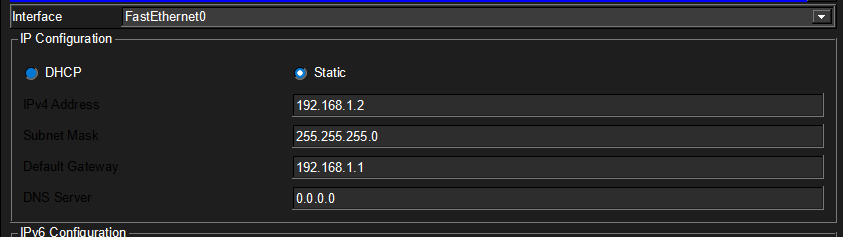 Interface FastEthernet0
IP Configuration
DHCP Static
IPv4 Address 192.168.1.2
Subnet Mask 255.255.255.0
Default Gateway 192.168.1.1
DNS Server 0.0.0.0
IPv6 Configuration